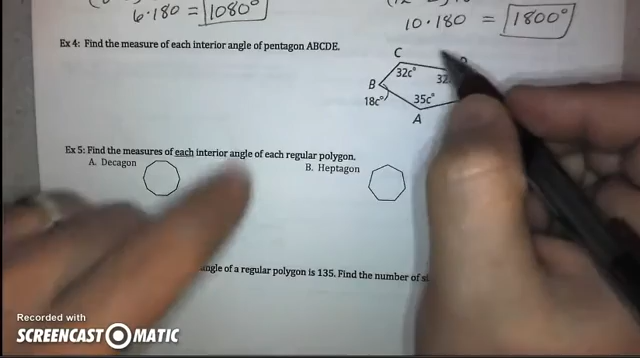 6·180 = 1080°
10·180 = 1800°
Ex 4: Find the measure of each interior angle of pentagon ABCDE.
C
32c°
32
B
18c°
35c°
A
Ex 5: Find the measures of each interior angle of each regular polygon.
A. Decagon
B. Heptagon
angle of a regular polygon is 135. Find the number of
Recorded with
SCREENCAST O MATIC